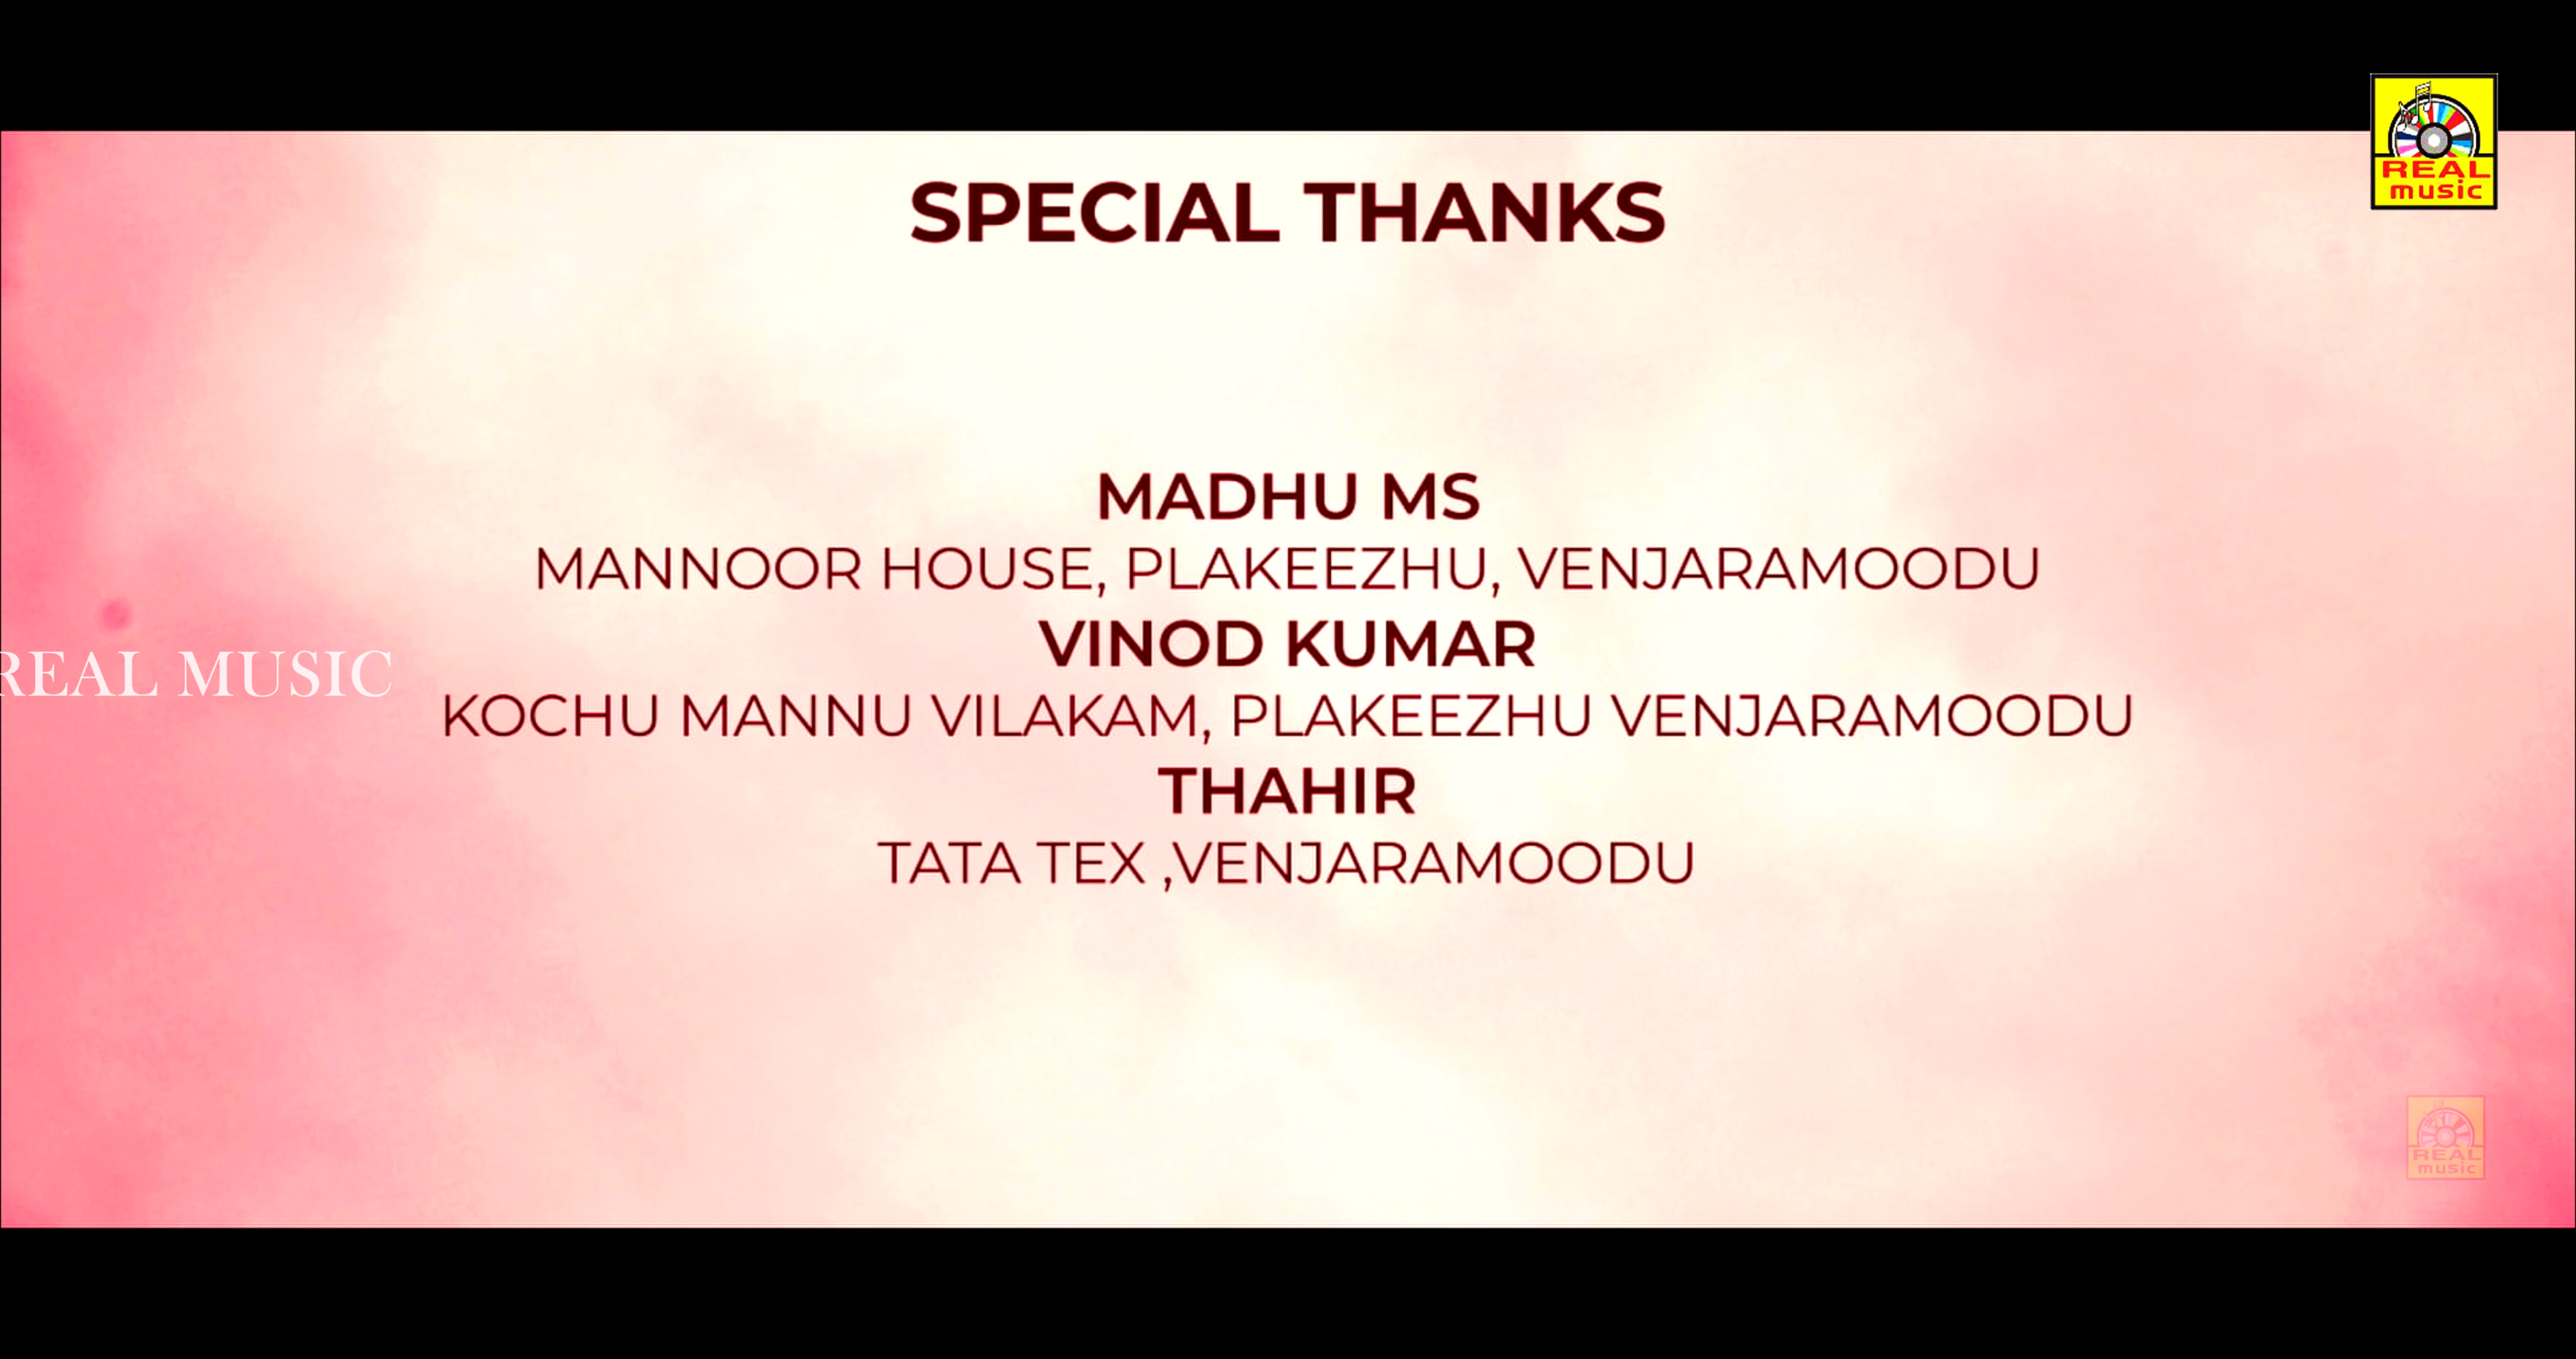 REAL
music
SPECIAL THANKS
MADHU MS
MANNOOR HOUSE, PLAKEEZHU, VENJARAMOODU
VINOD KUMAR
REAL MUSIC
KOCHU MANNU VILAKAM, PLAKEEZHU VENJARAMOODU
THAHIR
TATA TEX ,VENJARAMOODU
REAL
music